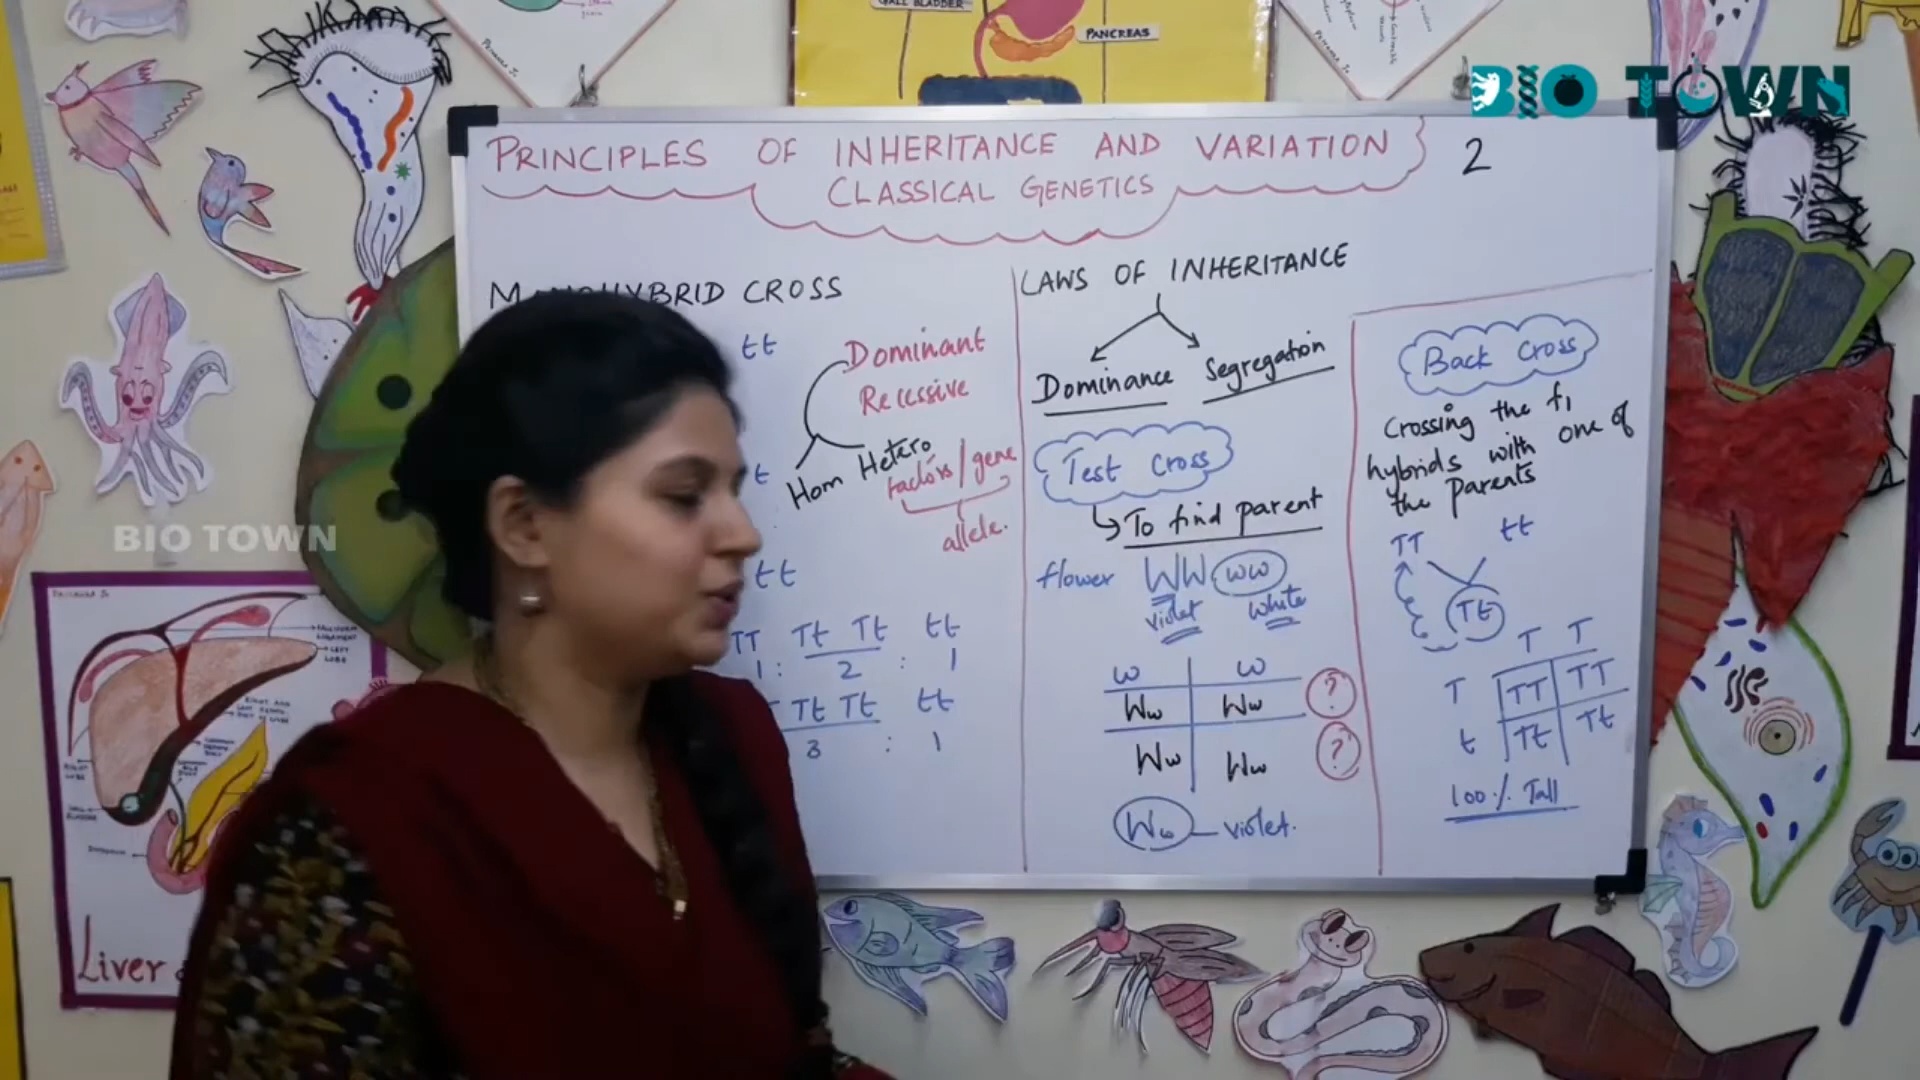 GALL BLADDER
PANCREAS
BIO TOWN
PRINCIPLES OF INHERITANCE AND VARIATION
CLASSICAL GENETICS
2
CROSS
tt
Dominant
Recessive
Hom Hetero
factors/gene
allele.
t
tt
TT Tt Tt tt
1 : 2 : 1
Tt Tt tt
3 : 1
LAWS OF INHERITANCE
Dominance Segregation
Test Cross
To find parent
flower WW ww
violet white
w w
Ww Ww ?
Ww Ww ?
Ww violet.
Back Cross
Crossing the f1
hybrids with one of
the parents
TT tt
Tt
T T
T TT TT
t Tt Tt
100% Tall
BIO TOWN
LEFT
LOBE
Liver